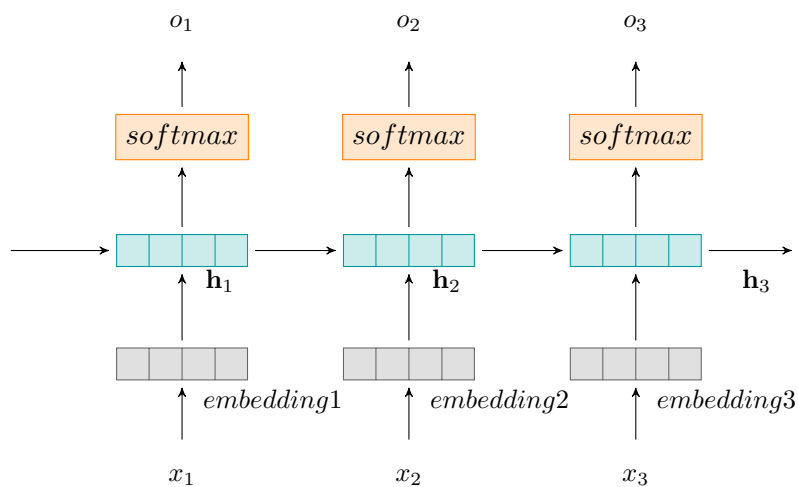 o₁ o₂ o₃
softmax softmax softmax
h₁ h₂ h₃
embedding1 embedding2 embedding3
x₁ x₂ x₃